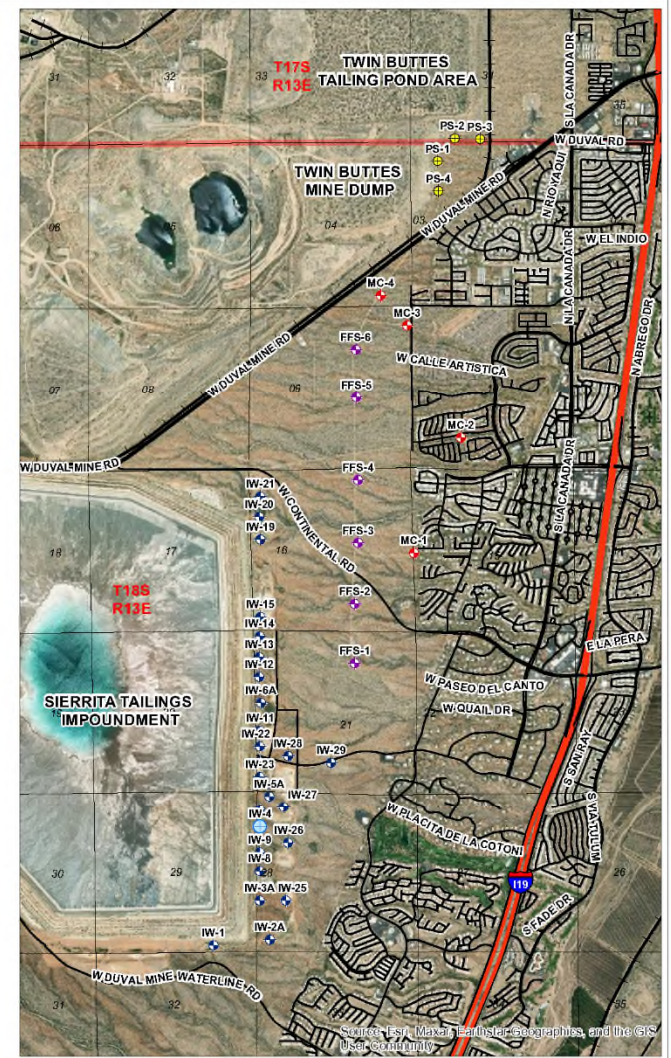 31
32
33
T17S
R13E
TWIN BUTTES
TAILING POND AREA
S LA CANADA DR
35
PS-2 PS-3
W DUVAL RD
PS-1
TWIN BUTTES
MINE DUMP
PS-4
N RIO YAQUI
W DUVAL MINE RD
04
03
W EL INDIO
MC-4
N LA CANADA DR
N ABREGO DR
MC-3
FFS-6
W CALLE ARTISTICA
W DUVAL MINE RD
07
08
09
FFS-5
MC-2
W DUVAL MINE RD
FFS-4
S LA CANADA DR
IW-21
IW-20
IW-19
W CONTINENTAL RD
FFS-3
MC-1
18
17
16
T18S
R13E
FFS-2
IW-15
IW-14
E LA PERA
IW-13
FFS-1
IW-12
W PASEO DEL CANTO
IW-6A
SIERRITA TAILINGS
IMPOUNDMENT
W QUAIL DR
IW-11
21
IW-22
IW-28
IW-29
S SAN RAY
IW-23
IW-5A
IW-27
IW-4
W PLACITA DE LA COTONI
S VIA TULUM
IW-26
IW-9
IW-8
30
29
28
27
26
I19
IW-3A
IW-25
S FADE DR
IW-1
IW-2A
W DUVAL MINE WATERLINE RD
31
32
35
Source: Esri, Maxar, Earthstar Geographics, and the GIS
User Community